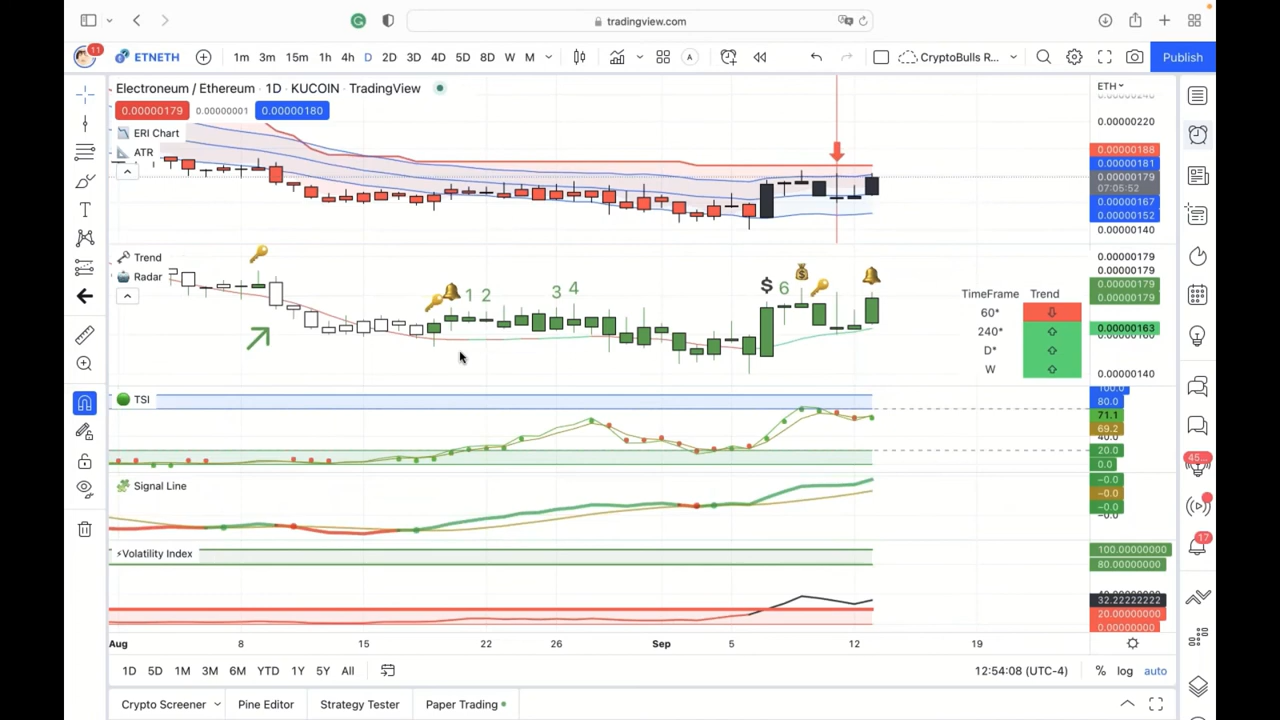 tradingview.com
11
ETNETH
1m 3m 15m 1h 4h D 2D 3D 4D 5D 8D W M
A
CryptoBulls R...
Publish
Electroneum / Ethereum · 1D · KUCOIN · TradingView
ETH
0.00000179 0.00000001 0.00000180
0.00000220
ERI Chart
ATR
0.00000188
0.00000181
0.00000179
07:05:52
0.00000167
0.00000152
0.00000140
Trend
Radar
1 2 3 4 $ 6
0.00000179
0.00000179
0.00000179
0.00000179
0.00000163
0.00000140
TimeFrame Trend
60*
240*
D*
W
TSI
100.0
80.0
71.1
69.2
40.0
20.0
0.0
Signal Line
−0.0
−0.0
−0.0
−0.0
Volatility Index
100.00000000
80.00000000
32.22222222
20.00000000
0.00000000
45...
17
Aug 8 15 22 26 Sep 5 12 19
1D 5D 1M 3M 6M YTD 1Y 5Y All
12:54:08 (UTC-4)
% log auto
Crypto Screener Pine Editor Strategy Tester Paper Trading